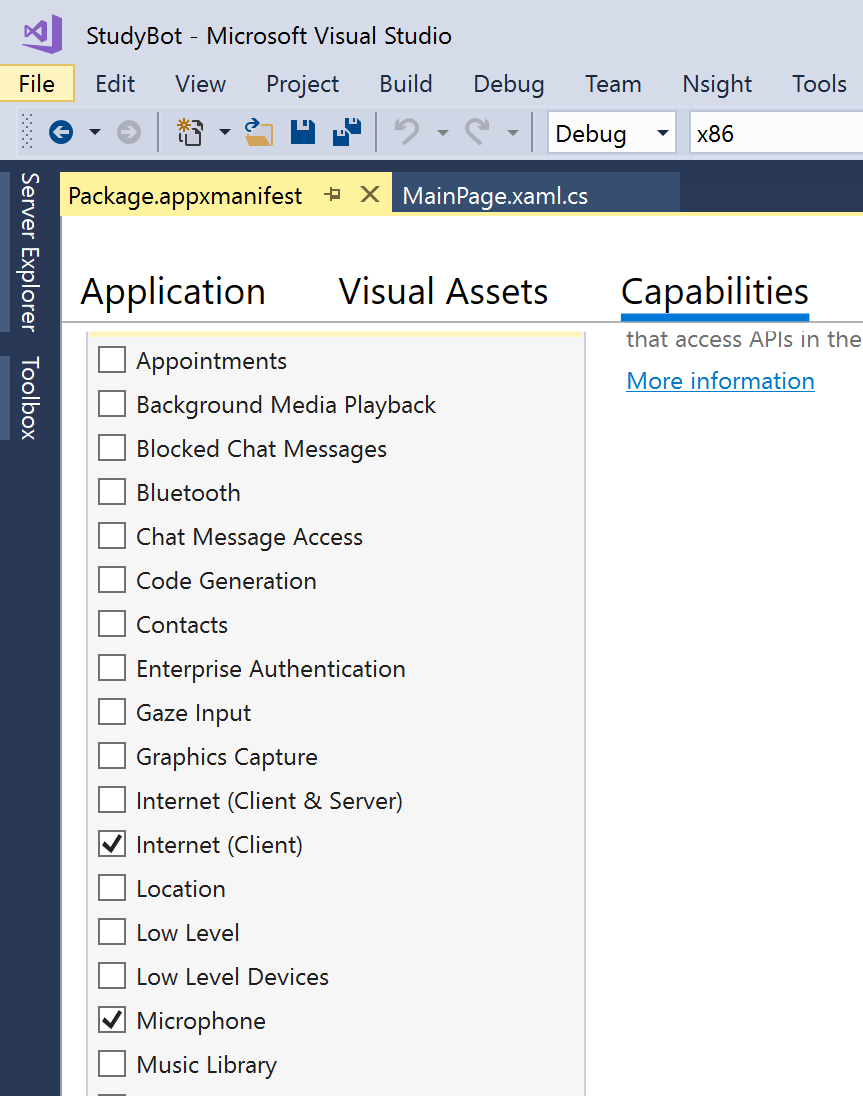 StudyBot - Microsoft Visual Studio
File Edit View Project Build Debug Team Nsight Tools
Debug x86
Server Explorer
Toolbox
Package.appxmanifest MainPage.xaml.cs
Application Visual Assets Capabilities
that access APIs in the
More information
Appointments
Background Media Playback
Blocked Chat Messages
Bluetooth
Chat Message Access
Code Generation
Contacts
Enterprise Authentication
Gaze Input
Graphics Capture
Internet (Client & Server)
Internet (Client)
Location
Low Level
Low Level Devices
Microphone
Music Library